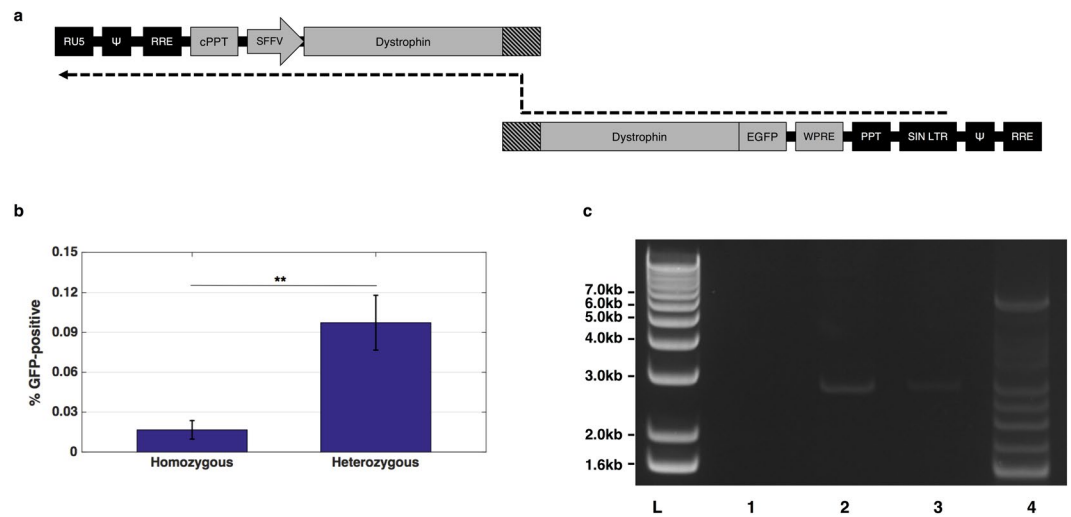 a
RU5 Ψ RRE cPPT SFFV Dystrophin
Dystrophin EGFP WPRE PPT SIN LTR Ψ RRE
b
% GFP-positive
0.15
0.12
0.09
0.06
0.03
0
**
Homozygous Heterozygous
c
7.0kb
6.0kb
5.0kb
4.0kb
3.0kb
2.0kb
1.6kb
L 1 2 3 4